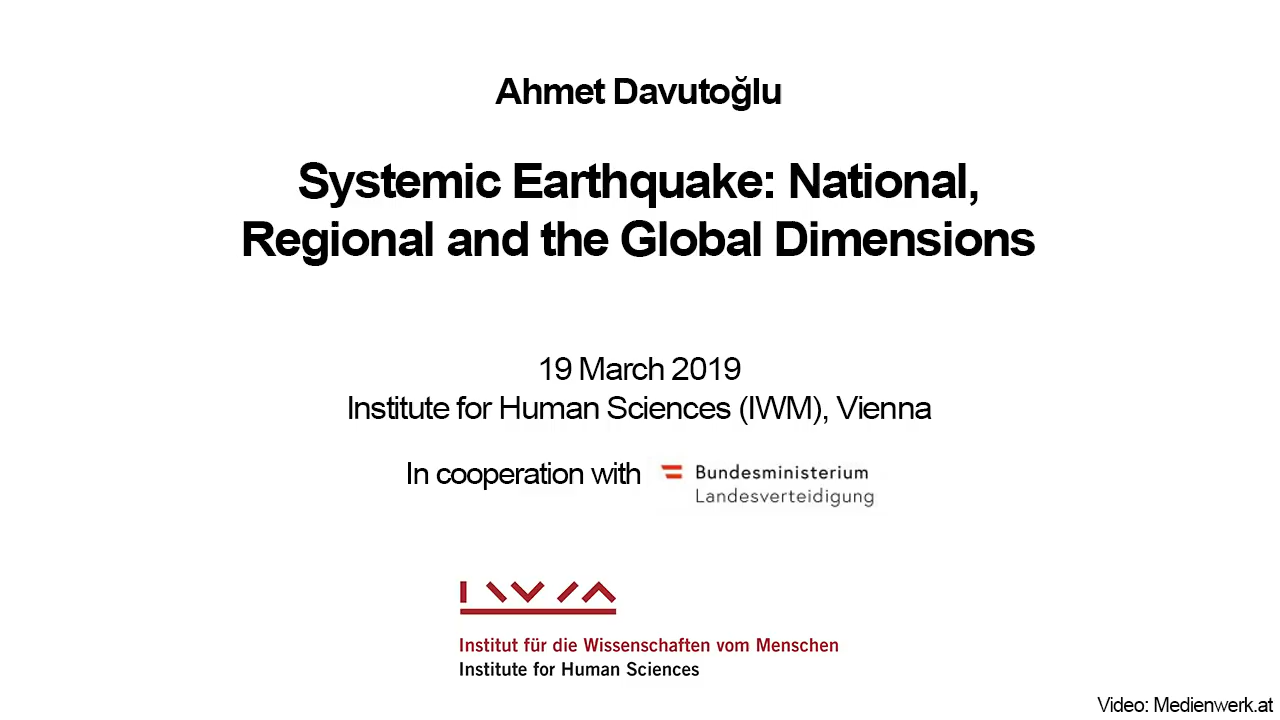 Ahmet Davutoğlu
Systemic Earthquake: National,
Regional and the Global Dimensions
19 March 2019
Institute for Human Sciences (IWM), Vienna
In cooperation with
Bundesministerium
Landesverteidigung
IWM
Institut für die Wissenschaften vom Menschen
Institute for Human Sciences
Video: Medienwerk.at